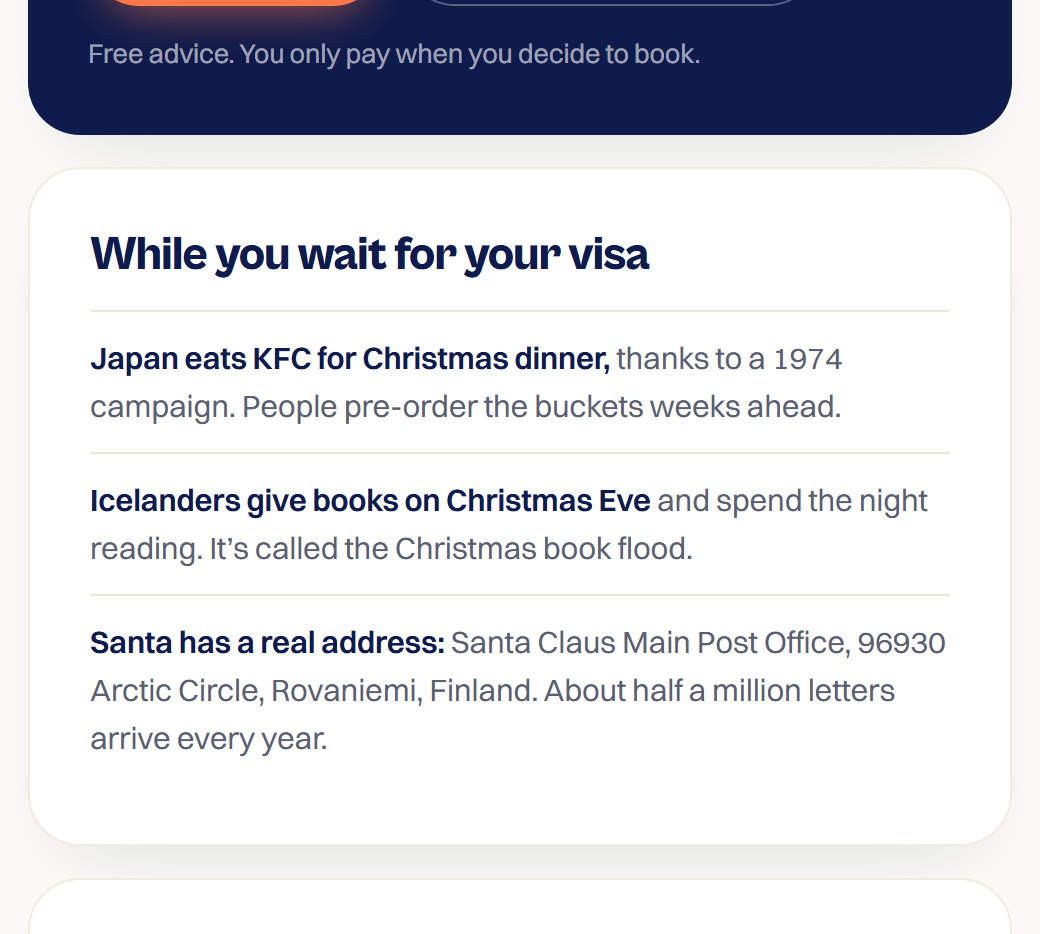 Free advice. You only pay when you decide to book.
While you wait for your visa
Japan eats KFC for Christmas dinner, thanks to a 1974
campaign. People pre-order the buckets weeks ahead.
Icelanders give books on Christmas Eve and spend the night
reading. It’s called the Christmas book flood.
Santa has a real address: Santa Claus Main Post Office, 96930
Arctic Circle, Rovaniemi, Finland. About half a million letters
arrive every year.